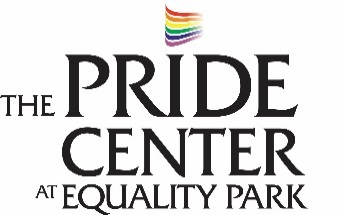 THE PRIDE
CENTER
AT EQUALITY PARK